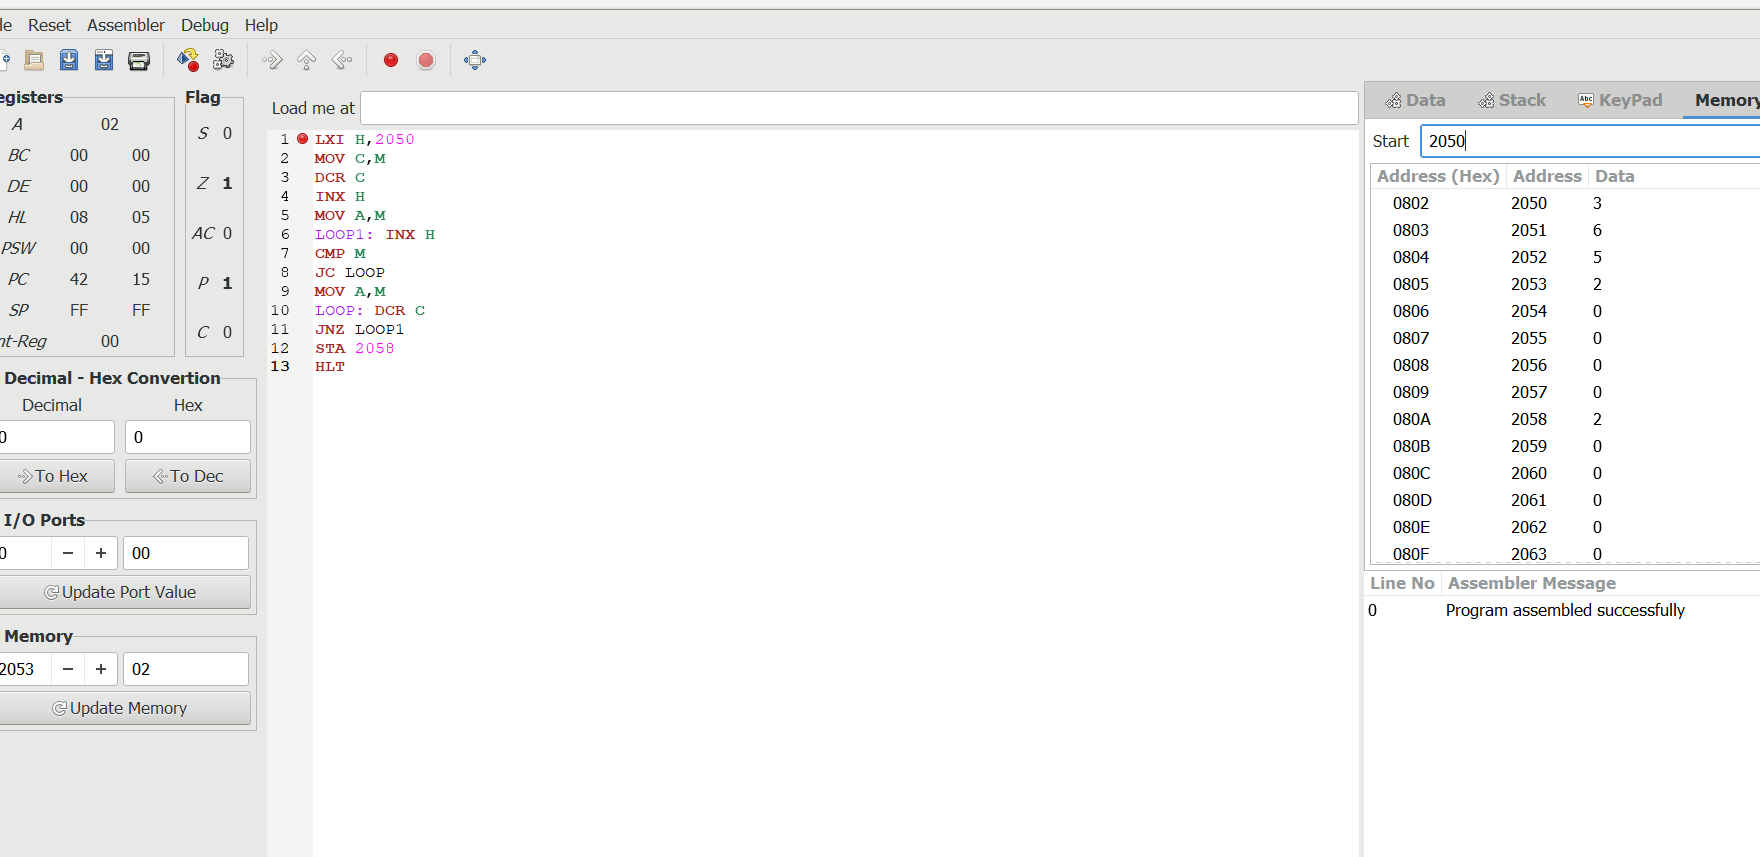 le Reset Assembler Debug Help
egisters
A 02
BC 00 00
DE 00 00
HL 08 05
PSW 00 00
PC 42 15
SP FF FF
nt-Reg 00
Flag
S 0
Z 1
AC 0
P 1
C 0
Decimal - Hex Convertion
Decimal Hex
0 0
To Hex To Dec
I/O Ports
0 − + 00
Update Port Value
Memory
2053 − + 02
Update Memory
Load me at
1 LXI H,2050
2 MOV C,M
3 DCR C
4 INX H
5 MOV A,M
6 LOOP1: INX H
7 CMP M
8 JC LOOP
9 MOV A,M
10 LOOP: DCR C
11 JNZ LOOP1
12 STA 2058
13 HLT
Data Stack Abc KeyPad Memory
Start 2050
Address (Hex) Address Data
0802 2050 3
0803 2051 6
0804 2052 5
0805 2053 2
0806 2054 0
0807 2055 0
0808 2056 0
0809 2057 0
080A 2058 2
080B 2059 0
080C 2060 0
080D 2061 0
080E 2062 0
080F 2063 0
Line No Assembler Message
0 Program assembled successfully